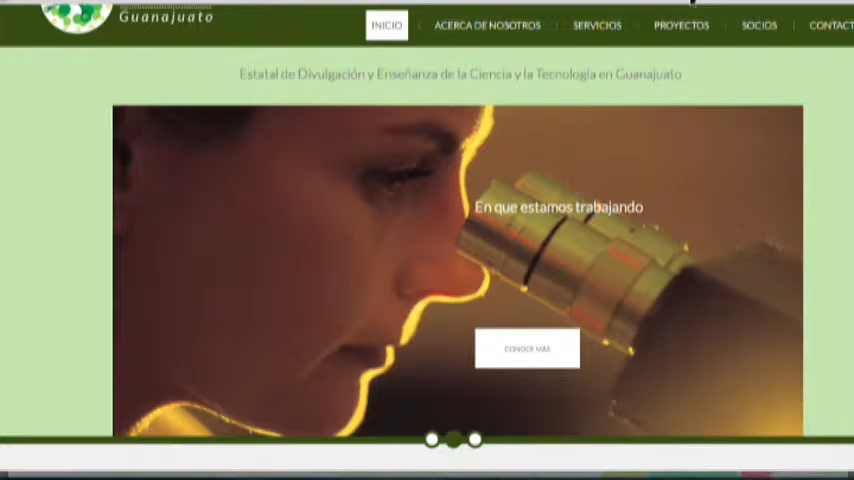 Guanajuato
INICIO
ACERCA DE NOSOTROS
SERVICIOS
PROYECTOS
SOCIOS
CONTACT
Estatal de Divulgación y Enseñanza de la Ciencia y la Tecnología en Guanajuato
En que estamos trabajando
CONOCE MÁS